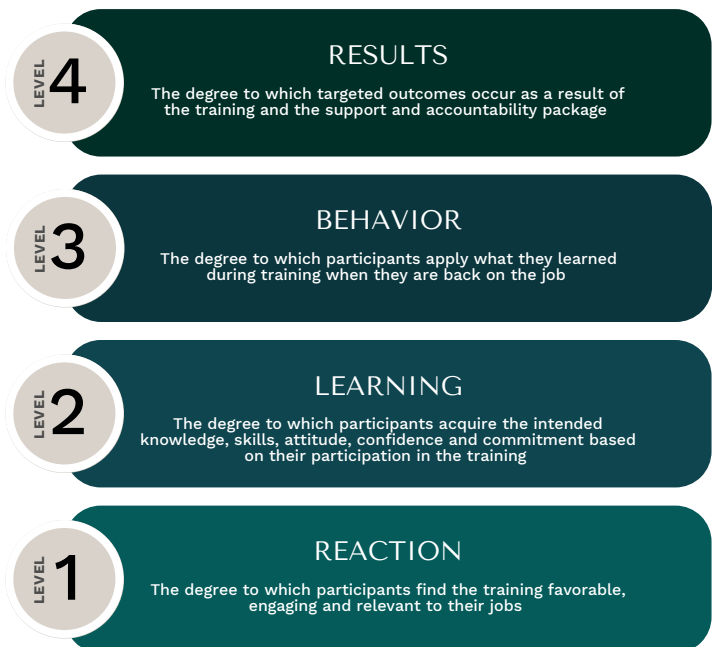 LEVEL
4
RESULTS
The degree to which targeted outcomes occur as a result of
the training and the support and accountability package
LEVEL
3
BEHAVIOR
The degree to which participants apply what they learned
during training when they are back on the job
LEVEL
2
LEARNING
The degree to which participants acquire the intended
knowledge, skills, attitude, confidence and commitment based
on their participation in the training
LEVEL
1
REACTION
The degree to which participants find the training favorable,
engaging and relevant to their jobs